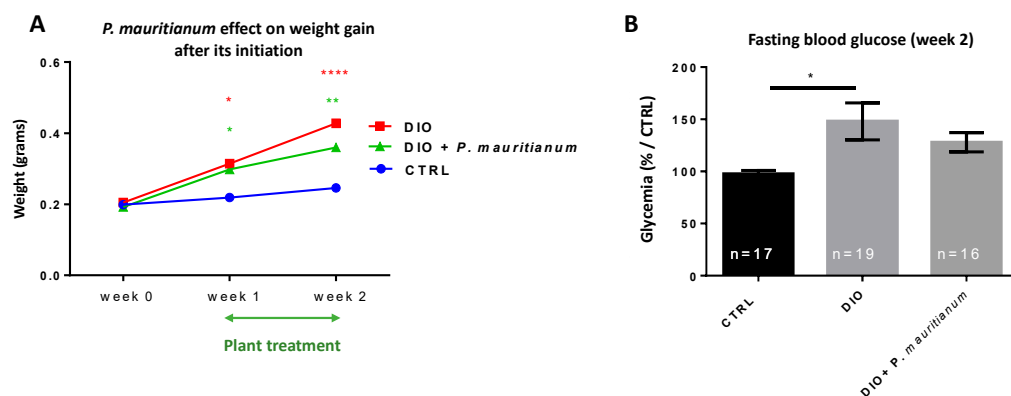 A
P. mauritianum effect on weight gain
after its initiation
0.6
0.4
0.2
0.0
Weight (grams)
*
*
****
**
DIO
DIO + P. mauritianum
CTRL
week 0
week 1
week 2
Plant treatment
B
Fasting blood glucose (week 2)
200
150
100
50
0
Glycemia (% / CTRL)
*
n=17
n=19
n=16
CTRL
DIO
DIO+ P. mauritianum